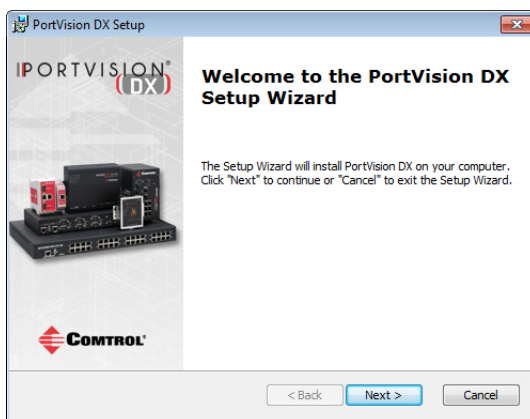 PortVision DX Setup
PORTVISION®
(DX)
Welcome to the PortVision DX
Setup Wizard
The Setup Wizard will install PortVision DX on your computer.
Click "Next" to continue or "Cancel" to exit the Setup Wizard.
COMTROL®
< Back
Next >
Cancel